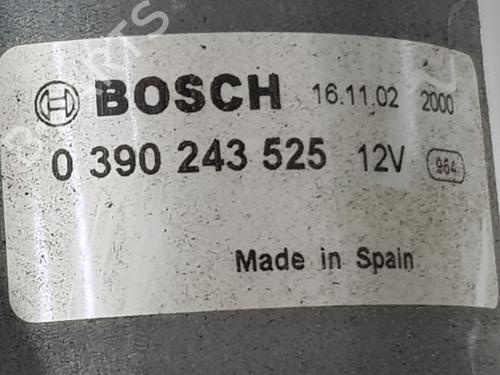 BOSCH 16.11.02 2000
0 390 243 525 12V 964
Made in Spain